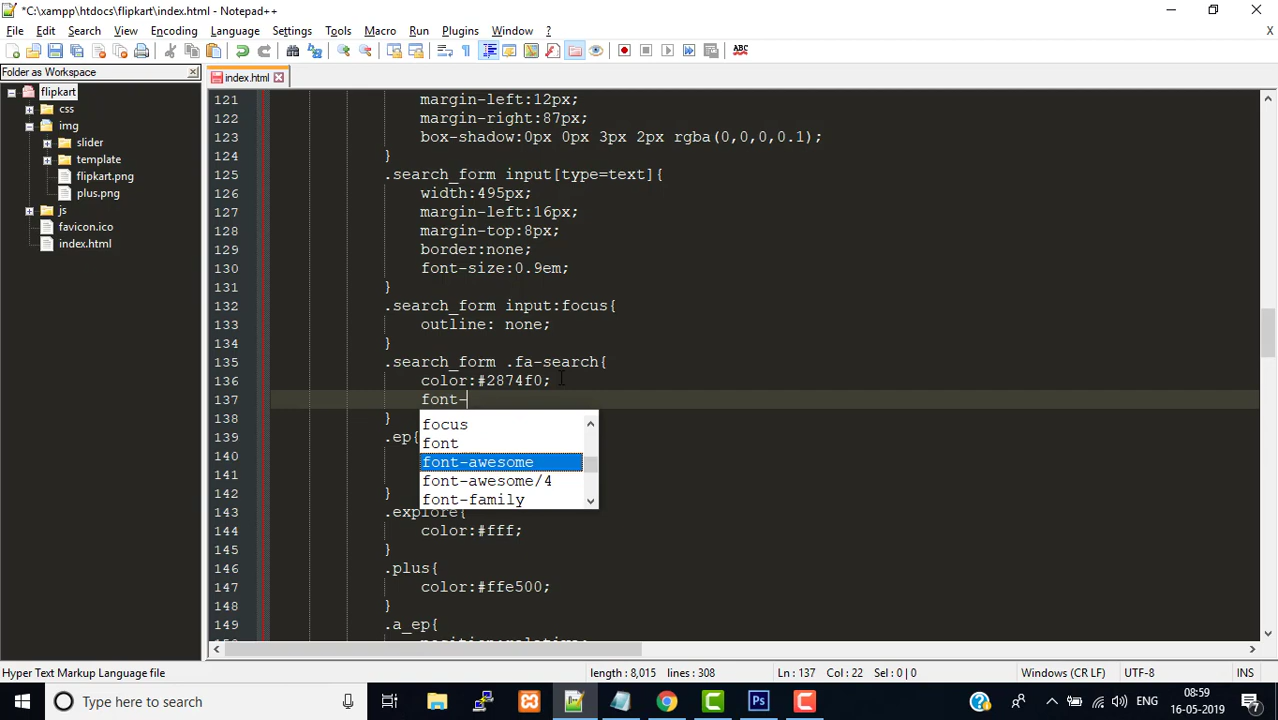 *C:\xampp\htdocs\flipkart\index.html - Notepad++
File Edit Search View Encoding Language Settings Tools Macro Run Plugins Window ? X
Folder as Workspace
index.html
flipkart
css
img
slider
template
flipkart.png
plus.png
js
favicon.ico
index.html
121 margin-left:12px;
122 margin-right:87px;
123 box-shadow:0px 0px 3px 2px rgba(0,0,0,0.1);
124 }
125 .search_form input[type=text]{
126 width:495px;
127 margin-left:16px;
128 margin-top:8px;
129 border:none;
130 font-size:0.9em;
131 }
132 .search_form input:focus{
133 outline: none;
134 }
135 .search_form .fa-search{
136 color:#2874f0;
137 font-
138 }
focus
font
font-awesome
font-awesome/4
font-family
139 .ep{
140
141
142 }
143 .explore{
144 color:#fff;
145 }
146 .plus{
147 color:#ffe500;
148 }
149 .a_ep{
Hyper Text Markup Language file length : 8,015 lines : 308 Ln : 137 Col : 22 Sel : 0 | 0 Windows (CR LF) UTF-8 INS
Type here to search
ENG
08:59
16-05-2019
7